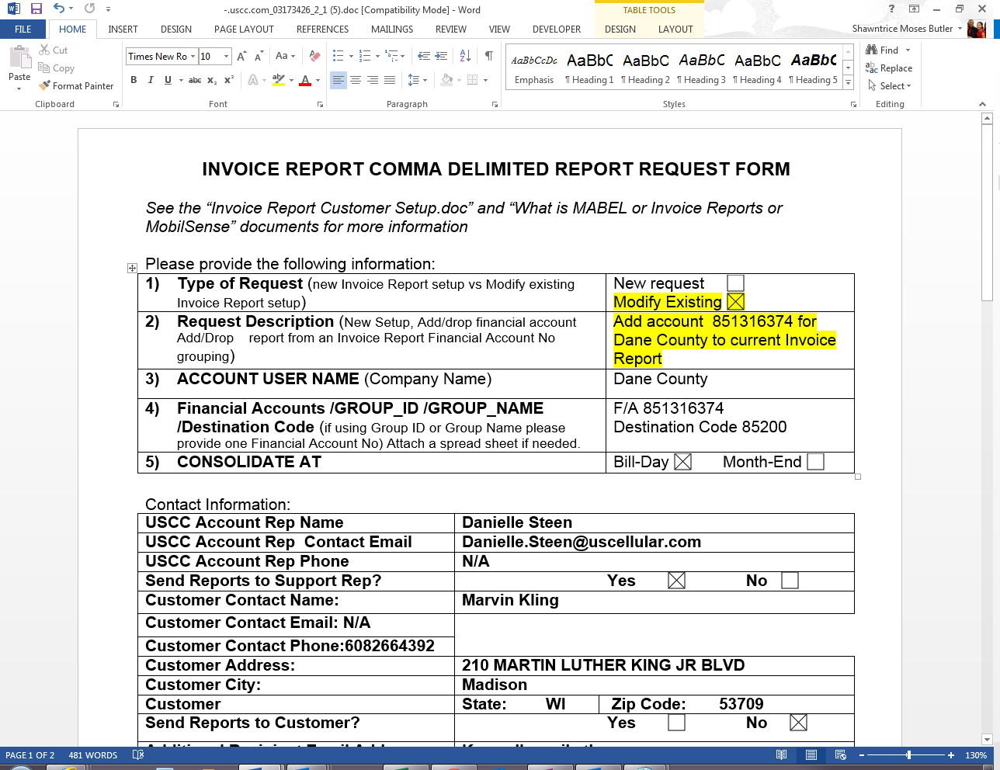 -.uscc.com_03173426_2_1 (5).doc [Compatibility Mode] - Word
TABLE TOOLS
FILE HOME INSERT DESIGN PAGE LAYOUT REFERENCES MAILINGS REVIEW VIEW DEVELOPER DESIGN LAYOUT
Shawntrice Moses Butler
Paste
Cut
Copy
Format Painter
Clipboard
Times New Ro 10
Font
Paragraph
AaBbCcDc AaBbC AaBbC AaBbC AaBbC AaBbC
Emphasis ¶ Heading 1 ¶ Heading 2 ¶ Heading 3 ¶ Heading 4 ¶ Heading 5
Styles
Find
Replace
Select
Editing
INVOICE REPORT COMMA DELIMITED REPORT REQUEST FORM
See the “Invoice Report Customer Setup.doc” and “What is MABEL or Invoice Reports or
MobilSense” documents for more information
Please provide the following information:
1) Type of Request (new Invoice Report setup vs Modify existing
Invoice Report setup)
New request
Modify Existing
2) Request Description (New Setup, Add/drop financial account
Add/Drop report from an Invoice Report Financial Account No
grouping)
Add account 851316374 for
Dane County to current Invoice
Report
3) ACCOUNT USER NAME (Company Name)
Dane County
4) Financial Accounts /GROUP_ID /GROUP_NAME
/Destination Code (if using Group ID or Group Name please
provide one Financial Account No) Attach a spread sheet if needed.
F/A 851316374
Destination Code 85200
5) CONSOLIDATE AT
Bill-Day Month-End
Contact Information:
USCC Account Rep Name Danielle Steen
USCC Account Rep Contact Email Danielle.Steen@uscellular.com
USCC Account Rep Phone N/A
Send Reports to Support Rep? Yes No
Customer Contact Name: Marvin Kling
Customer Contact Email: N/A
Customer Contact Phone:6082664392
Customer Address: 210 MARTIN LUTHER KING JR BLVD
Customer City: Madison
Customer State: WI Zip Code: 53709
Send Reports to Customer? Yes No
PAGE 1 OF 2 481 WORDS
130%